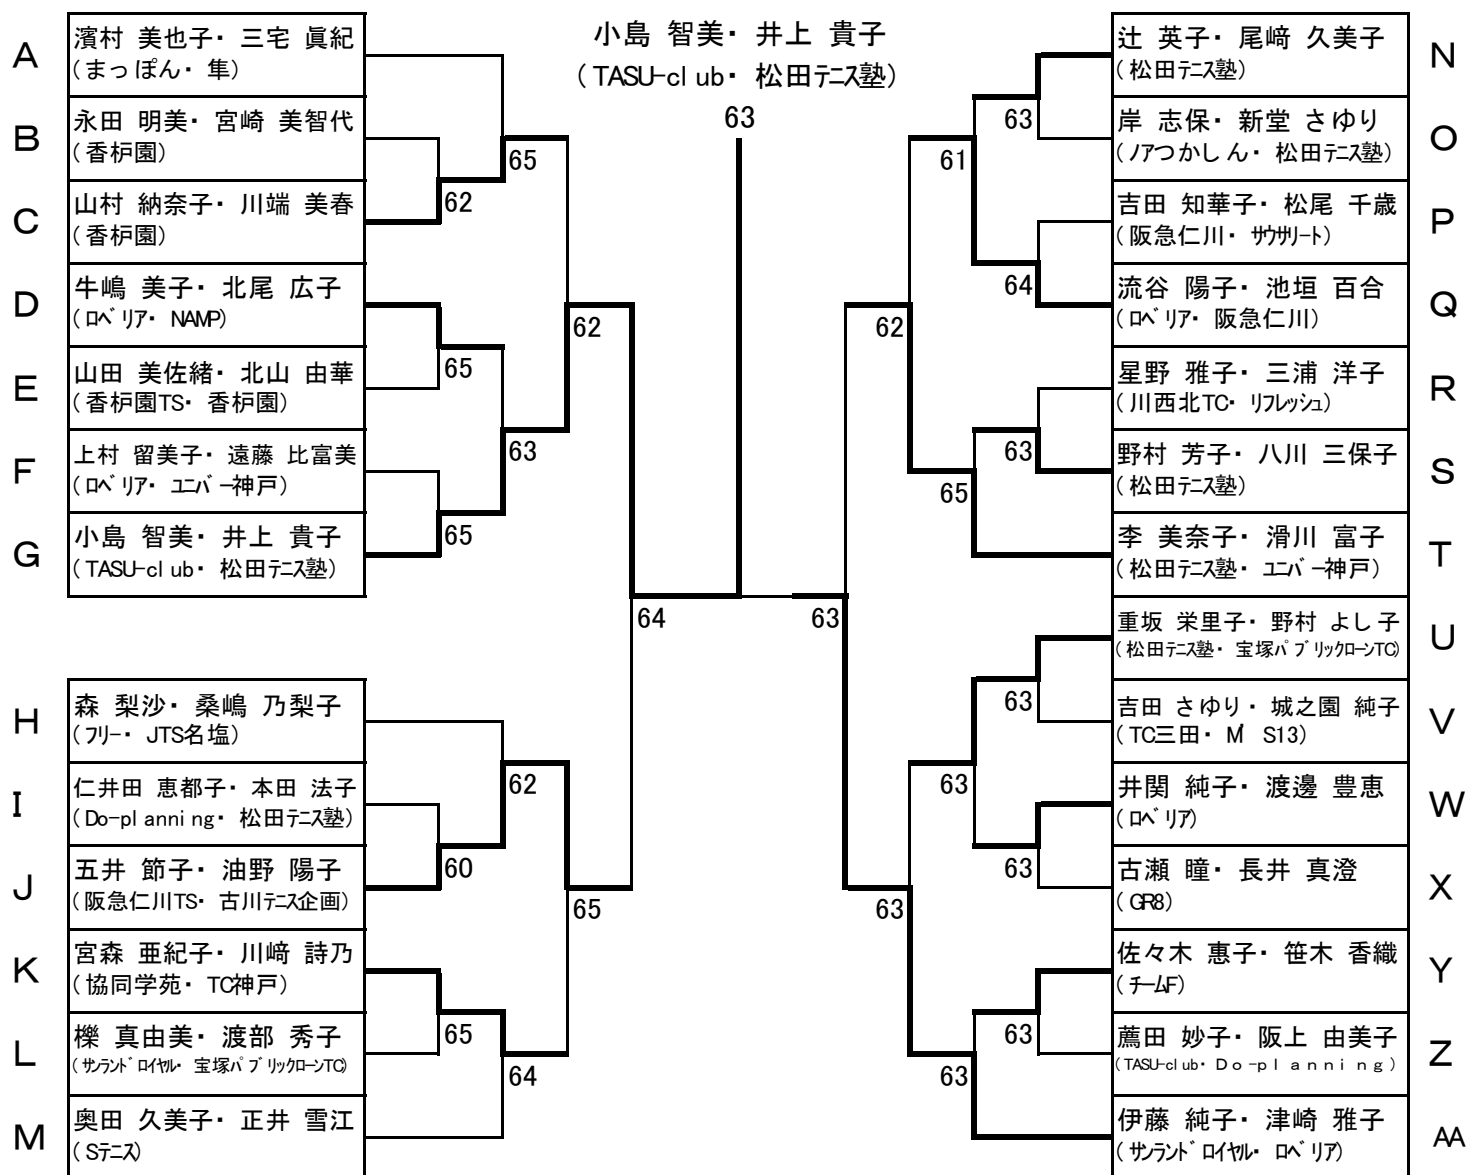 小島 智美・ 井上 貴子
(TASU-club・ 松田テニス塾)
63
A
濱村 美也子・ 三宅 眞紀
(まっぽん・ 隼)
B
永田 明美・ 宮崎 美智代
(香枦園)
C
山村 納奈子・ 川端 美春
(香枦園)
D
牛嶋 美子・ 北尾 広子
(ロベリア・ NAMP)
E
山田 美佐緒・ 北山 由華
(香枦園TS・ 香枦園)
F
上村 留美子・ 遠藤 比富美
(ロベリア・ ユニバー神戸)
G
小島 智美・ 井上 貴子
(TASU-club・ 松田テニス塾)
65
62
62
65
63
65
64
H
森 梨沙・ 桑嶋 乃梨子
(フリー・ JTS名塩)
I
仁井田 恵都子・ 本田 法子
(Do-planning・ 松田テニス塾)
J
五井 節子・ 油野 陽子
(阪急仁川TS・ 古川テニス企画)
K
宮森 亜紀子・ 川﨑 詩乃
(協同学苑・ TC神戸)
L
櫟 真由美・ 渡部 秀子
(サンランドロイヤル・ 宝塚パブリックローンTC)
M
奥田 久美子・ 正井 雪江
(Sテニス)
62
60
65
65
64
辻 英子・ 尾﨑 久美子
(松田テニス塾)
N
岸 志保・ 新堂 さゆり
(ノアつかしん・ 松田テニス塾)
O
吉田 知華子・ 松尾 千歳
(阪急仁川・ サウサリート)
P
流谷 陽子・ 池垣 百合
(ロベリア・ 阪急仁川)
Q
星野 雅子・ 三浦 洋子
(川西北TC・ リフレッシュ)
R
野村 芳子・ 八川 三保子
(松田テニス塾)
S
李 美奈子・ 滑川 富子
(松田テニス塾・ ユニバー神戸)
T
重坂 栄里子・ 野村 よし子
(松田テニス塾・ 宝塚パブリックローンTC)
U
吉田 さゆり・ 城之園 純子
(TC三田・ M’S13)
V
井関 純子・ 渡邊 豊恵
(ロベリア)
W
古瀬 瞳・ 長井 真澄
(GR8)
X
佐々木 惠子・ 笹木 香織
(チームF)
Y
薦田 妙子・ 阪上 由美子
(TASU-club・ Do-planning)
Z
伊藤 純子・ 津崎 雅子
(サンランドロイヤル・ ロベリア)
AA
63
61
64
62
63
65
63
63
63
63
63
63
63